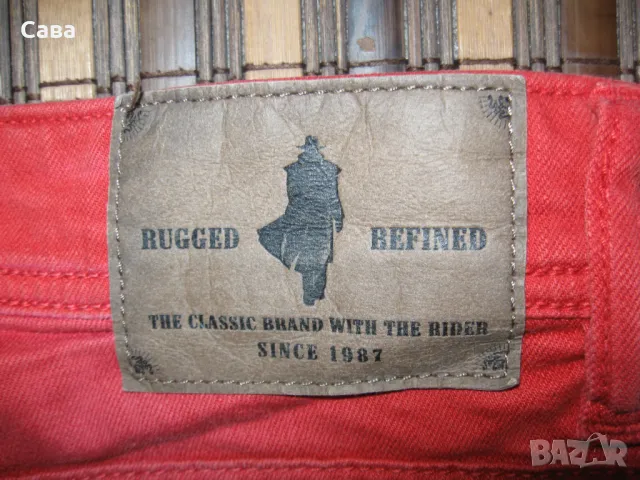 Сава
RUGGED REFINED
THE CLASSIC BRAND WITH THE RIDER
SINCE 1987
BAZAR